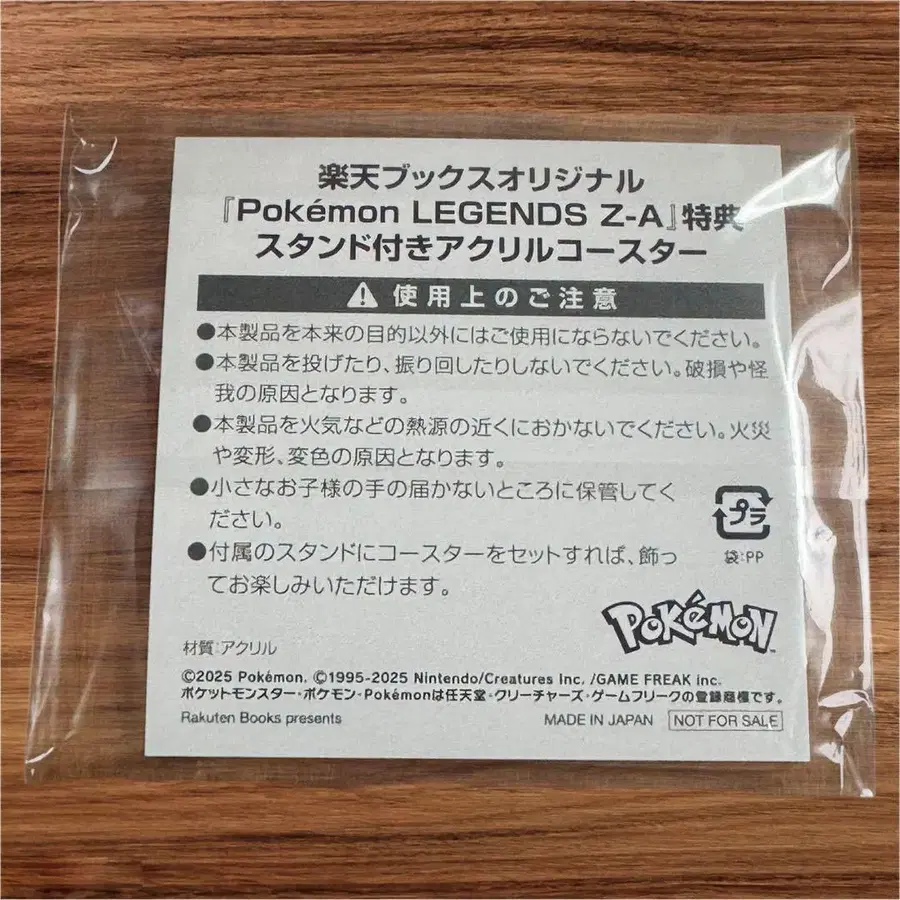 楽天ブックスオリジナル
『Pokémon LEGENDS Z-A』特典
スタンド付きアクリルコースター
使用上のご注意
●本製品を本来の目的以外にはご使用にならないでください。
●本製品を投げたり、振り回したりしないでください。破損や怪
我の原因となります。
●本製品を火気などの熱源の近くにおかないでください。火災
や変形、変色の原因となります。
●小さなお子様の手の届かないところに保管してく
ださい。
●付属のスタンドにコースターをセットすれば、飾っ
てお楽しみいただけます。
プラ
袋:PP
POKéMON
材質:アクリル
©2025 Pokémon. ©1995-2025 Nintendo/Creatures Inc. /GAME FREAK inc.
ポケットモンスター・ポケモン・Pokémonは任天堂・クリーチャーズ・ゲームフリークの登録商標です。
Rakuten Books presents
MADE IN JAPAN NOT FOR SALE